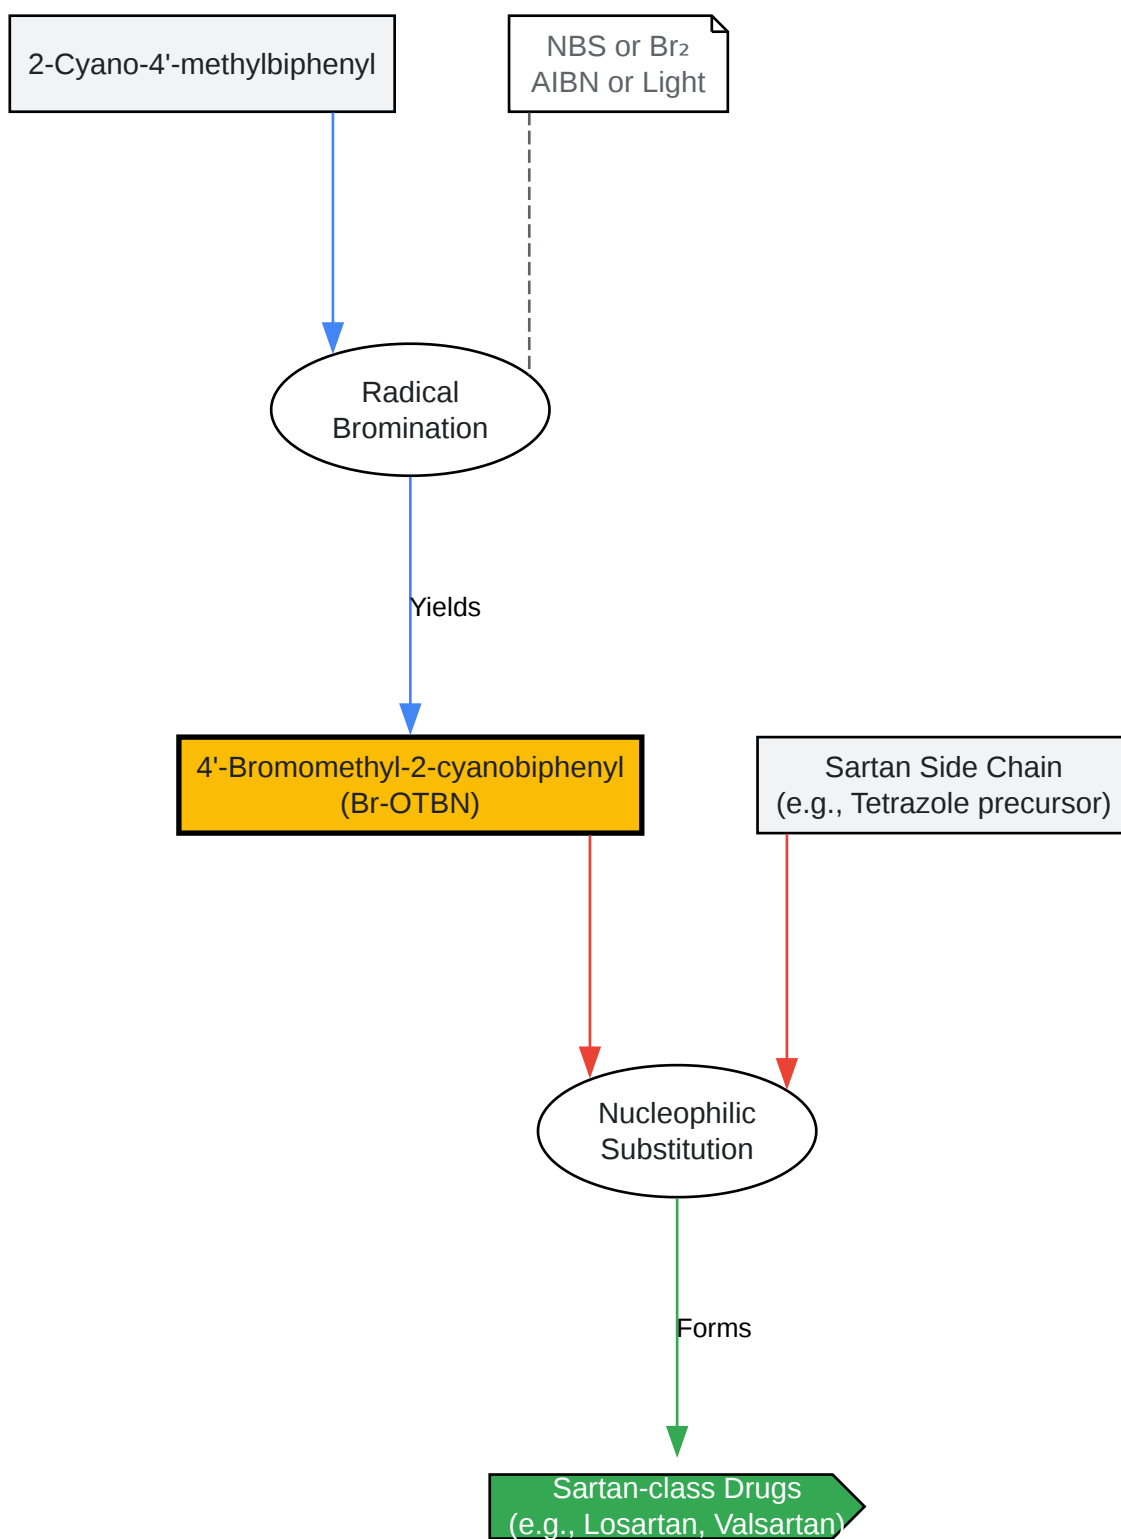 2-Cyano-4'-methylbiphenyl
NBS or Br₂
AIBN or Light
Radical
Bromination
Yields
4'-Bromomethyl-2-cyanobiphenyl
(Br-OTBN)
Sartan Side Chain
(e.g., Tetrazole precursor)
Nucleophilic
Substitution
Forms
Sartan-class Drugs
(e.g., Losartan, Valsartan)